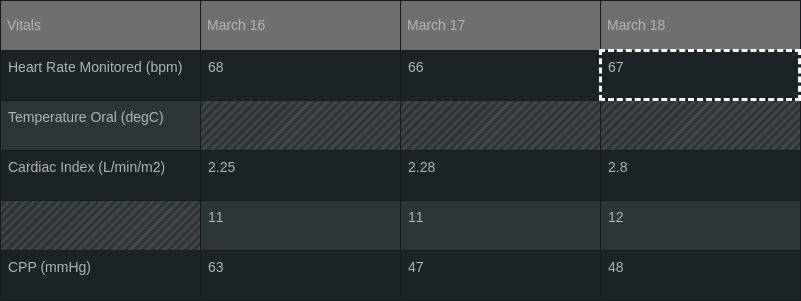 Vitals March 16 March 17 March 18
Heart Rate Monitored (bpm) 68 66 67
Temperature Oral (degC)
Cardiac Index (L/min/m2) 2.25 2.28 2.8
11 11 12
CPP (mmHg) 63 47 48